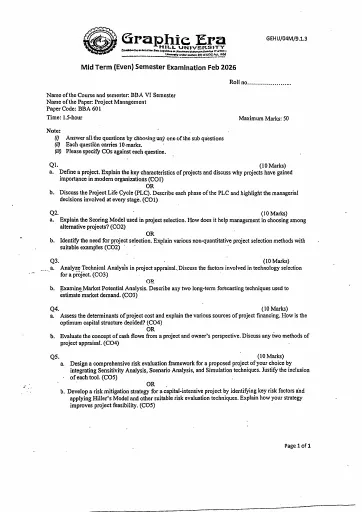 Graphic Era
HILL UNIVERSITY
GEHU/04M/9.1.3
Mid Term (Even) Semester Examination Feb 2026
Roll no
Name of the Course and semester: BBA VI Semester
Name of the Paper: Project Management
Paper Code: BBA 601
Time: 1.5-hour Maximum Marks: 50
Note:
(i) Answer all the questions by choosing any one of the sub questions
(ii) Each question carries 10 marks.
(iii) Please specify COs against each question.
Q1. (10 Marks)
a. Define a project. Explain the key characteristics of projects and discuss why projects have gained
importance in modern organizations (CO1)
OR
b. Discuss the Project Life Cycle (PLC). Describe each phase of the PLC and highlight the managerial
decisions involved at every stage. (CO1)
Q2. (10 Marks)
a. Explain the Scoring Model used in project selection. How does it help management in choosing among
alternative projects? (CO2)
OR
b. Identify the need for project selection. Explain various non-quantitative project selection methods with
suitable examples (CO2)
Q3. (10 Marks)
a. Analyze Technical Analysis in project appraisal. Discuss the factors involved in technology selection
for a project. (CO3)
OR
b. Examine Market Potential Analysis. Describe any two long-term forecasting techniques used to
estimate market demand. (CO3)
Q4. (10 Marks)
a. Assess the determinants of project cost and explain the various sources of project financing. How is the
optimum capital structure decided? (CO4)
OR
b. Evaluate the concept of cash flows from a project and owner's perspective. Discuss any two methods of
project appraisal. (CO4)
Q5. (10 Marks)
a. Design a comprehensive risk evaluation framework for a proposed project of your choice by
integrating Sensitivity Analysis, Scenario Analysis, and Simulation techniques. Justify the inclusion
of each tool. (CO5)
OR
b. Develop a risk mitigation strategy for a capital-intensive project by identifying key risk factors and
applying Hiller's Model and other suitable risk evaluation techniques. Explain how your strategy
improves project feasibility. (CO5)
Page 1 of 1